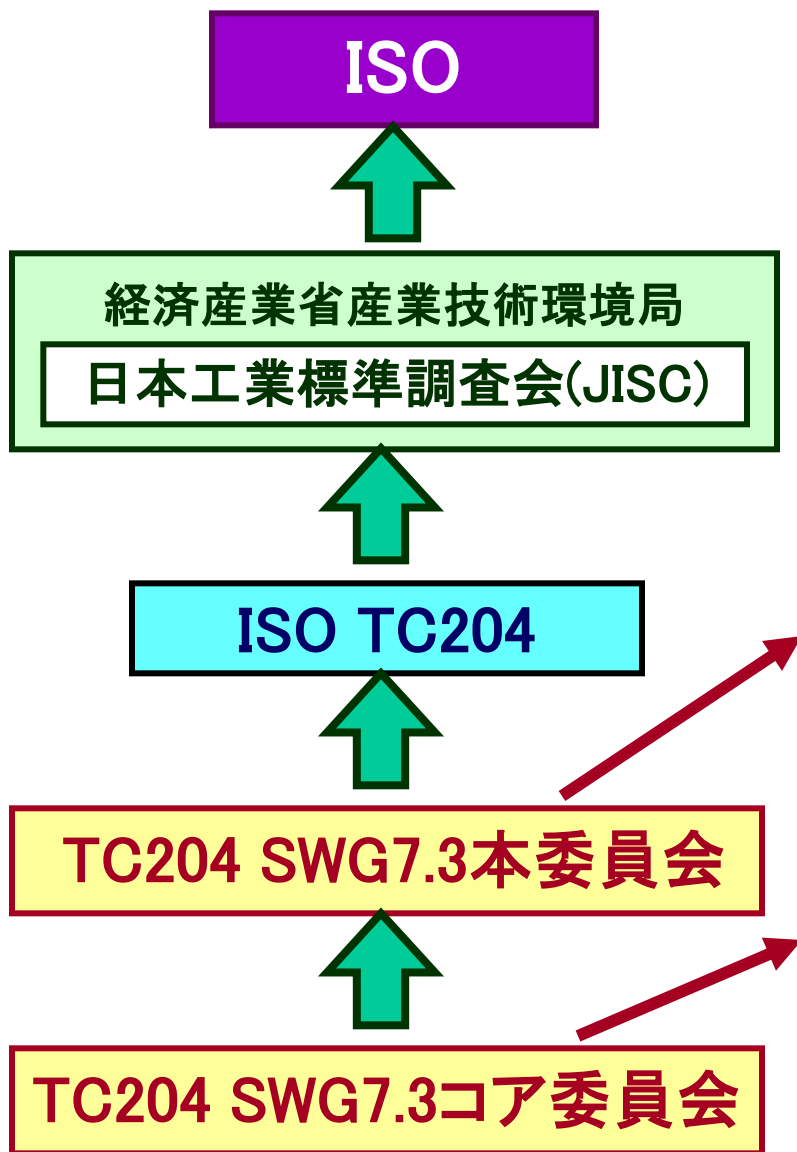 ISO
経済産業省産業技術環境局
日本工業標準調査会(JISC)
ISO TC204
TC204 SWG7.3本委員会
TC204 SWG7.3コア委員会